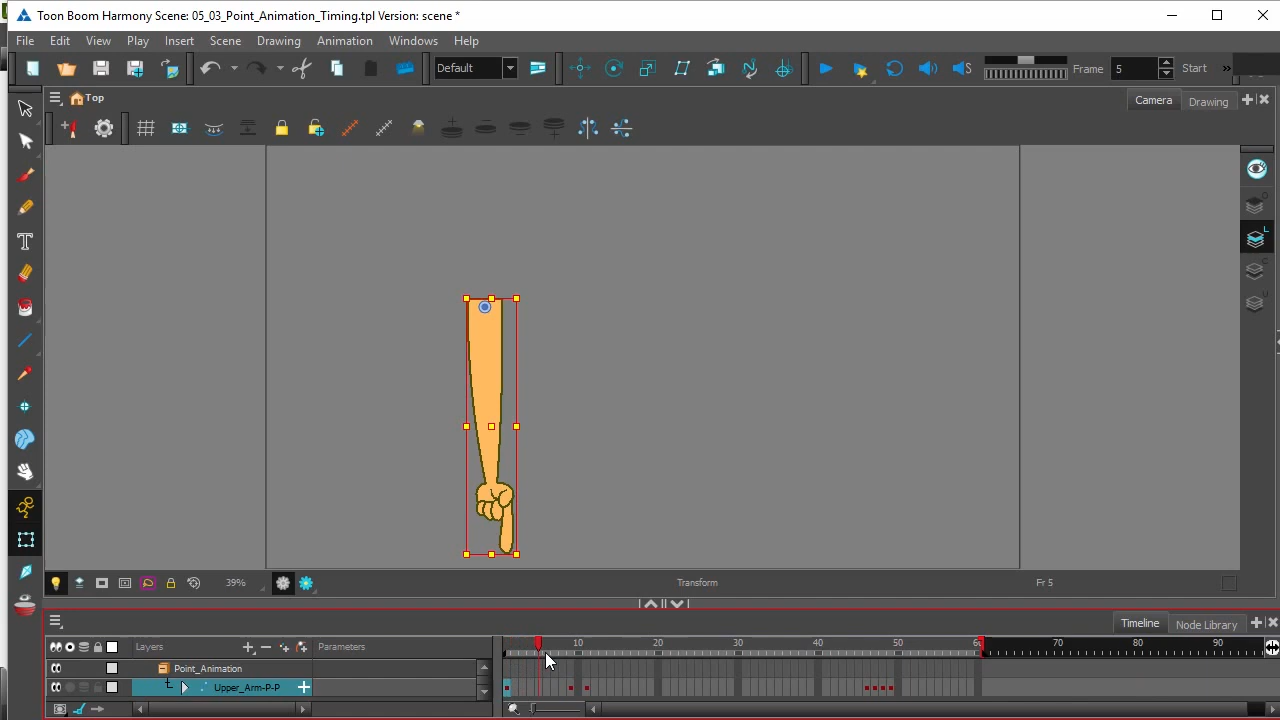 Toon Boom Harmony Scene: 05_03_Point_Animation_Timing.tpl Version: scene *
File Edit View Play Insert Scene Drawing Animation Windows Help
Default Frame 5 Start »
Top Camera Drawing
T
39% Transform Fr 5
Timeline Node Library
Layers Parameters 10 20 30 40 50 60 70 80 90
Point_Animation
Upper_Arm-P-P